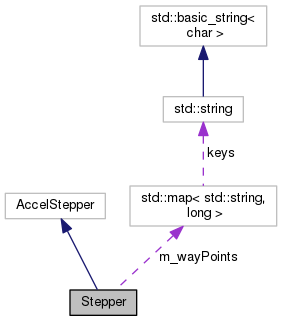 std::basic_string<
char >
std::string
keys
AccelStepper
std::map< std::string,
long >
m_wayPoints
Stepper